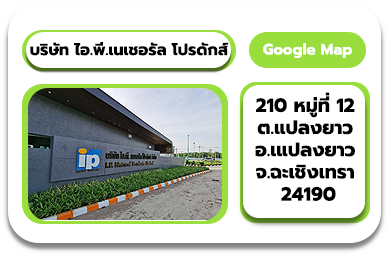 บริษัท ไอ.พี.เนเชอรัล โปรดักส์
Google Map
ip
210 หมู่ที่ 12
ต.แปลงยาว
อ.แปลงยาว
จ.ฉะเชิงเทรา
24190